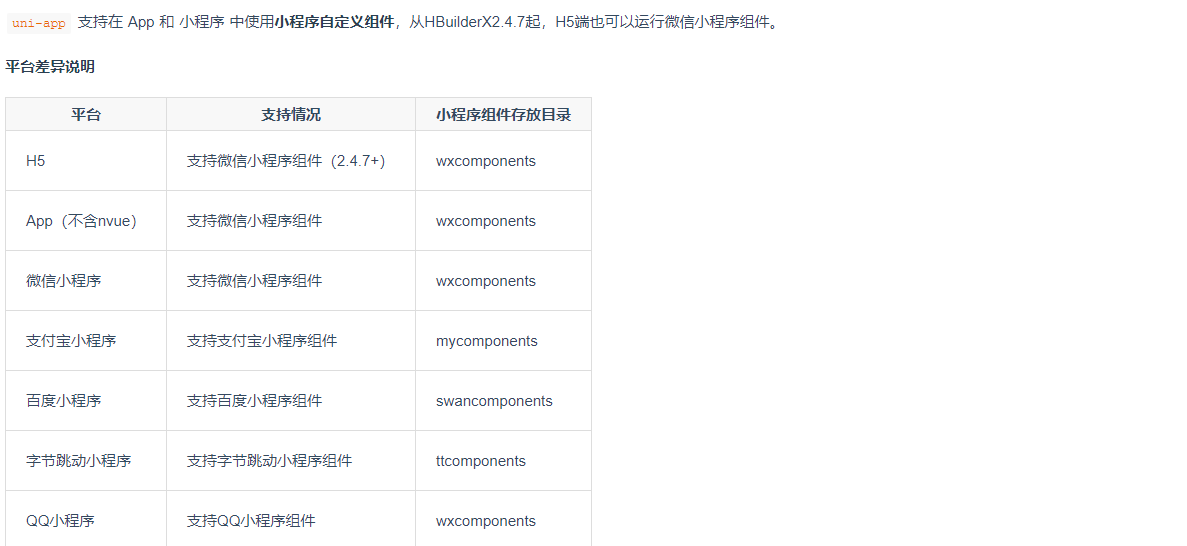 uni-app 支持在 App 和 小程序 中使用小程序自定义组件，从HBuilderX2.4.7起，H5端也可以运行微信小程序组件。
平台差异说明
平台 支持情况 小程序组件存放目录
H5 支持微信小程序组件（2.4.7+） wxcomponents
App（不含nvue） 支持微信小程序组件 wxcomponents
微信小程序 支持微信小程序组件 wxcomponents
支付宝小程序 支持支付宝小程序组件 mycomponents
百度小程序 支持百度小程序组件 swancomponents
字节跳动小程序 支持字节跳动小程序组件 ttcomponents
QQ小程序 支持QQ小程序组件 wxcomponents